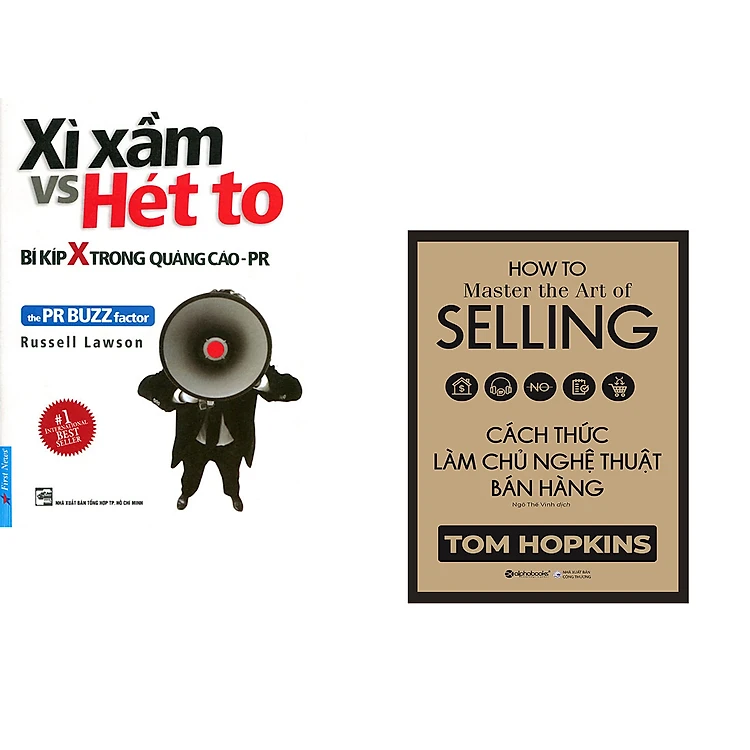 Xì xầm
vs Hét to
BÍ KÍP X TRONG QUẢNG CÁO - PR
the PR BUZZ factor
Russell Lawson
#1
INTERNATIONAL
BEST
SELLER
First News
NHÀ XUẤT BẢN TỔNG HỢP TP. HỒ CHÍ MINH
HOW TO
Master the Art of
SELLING
NO
CÁCH THỨC
LÀM CHỦ NGHỆ THUẬT
BÁN HÀNG
Ngô Thế Vinh dịch
TOM HOPKINS
alphabooks
NHÀ XUẤT BẢN
CÔNG THƯƠNG